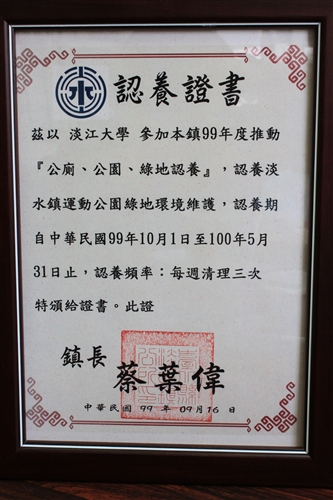 認養證書
茲以 淡江大學 參加本鎮99年度推動
『公廁、公園、綠地認養』，認養淡
水鎮運動公園綠地環境維護，認養期
自中華民國99年10月1日至100年5月
31日止，認養頻率：每週清理三次
特頒給證書。此證
鎮長 蔡葉偉
中華民國 99 年 09月16 日